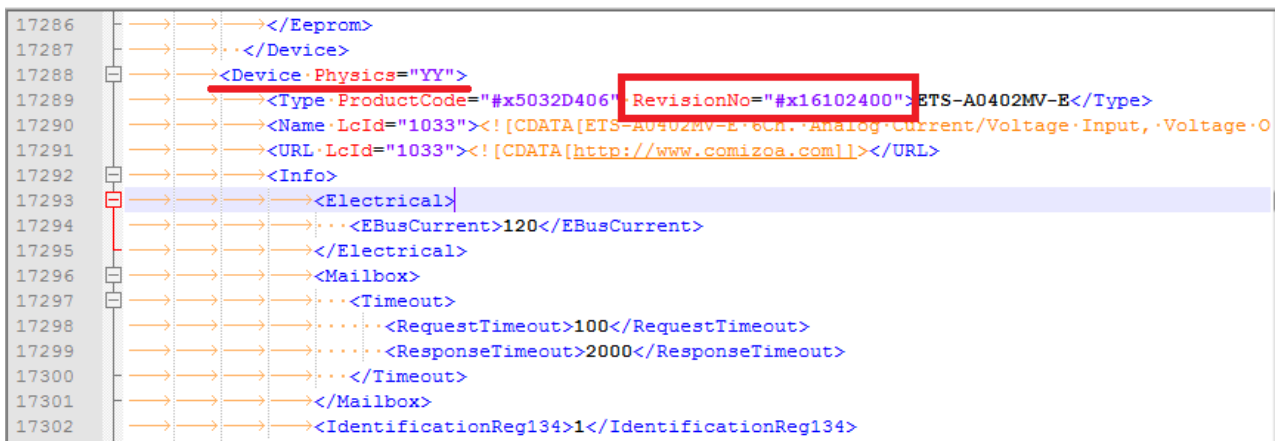 17286 </Eeprom>
17287 </Device>
17288 <Device Physics="YY">
17289 <Type ProductCode="#x5032D406" RevisionNo="#x16102400">ETS-A0402MV-E</Type>
17290 <Name LcId="1033"><![CDATA[ETS-A0402MV-E 6Ch. Analog Current/Voltage Input, Voltage O
17291 <URL LcId="1033"><![CDATA[http://www.comizoa.com]]></URL>
17292 <Info>
17293 <Electrical>
17294 <EBusCurrent>120</EBusCurrent>
17295 </Electrical>
17296 <Mailbox>
17297 <Timeout>
17298 <RequestTimeout>100</RequestTimeout>
17299 <ResponseTimeout>2000</ResponseTimeout>
17300 </Timeout>
17301 </Mailbox>
17302 <IdentificationReg134>1</IdentificationReg134>